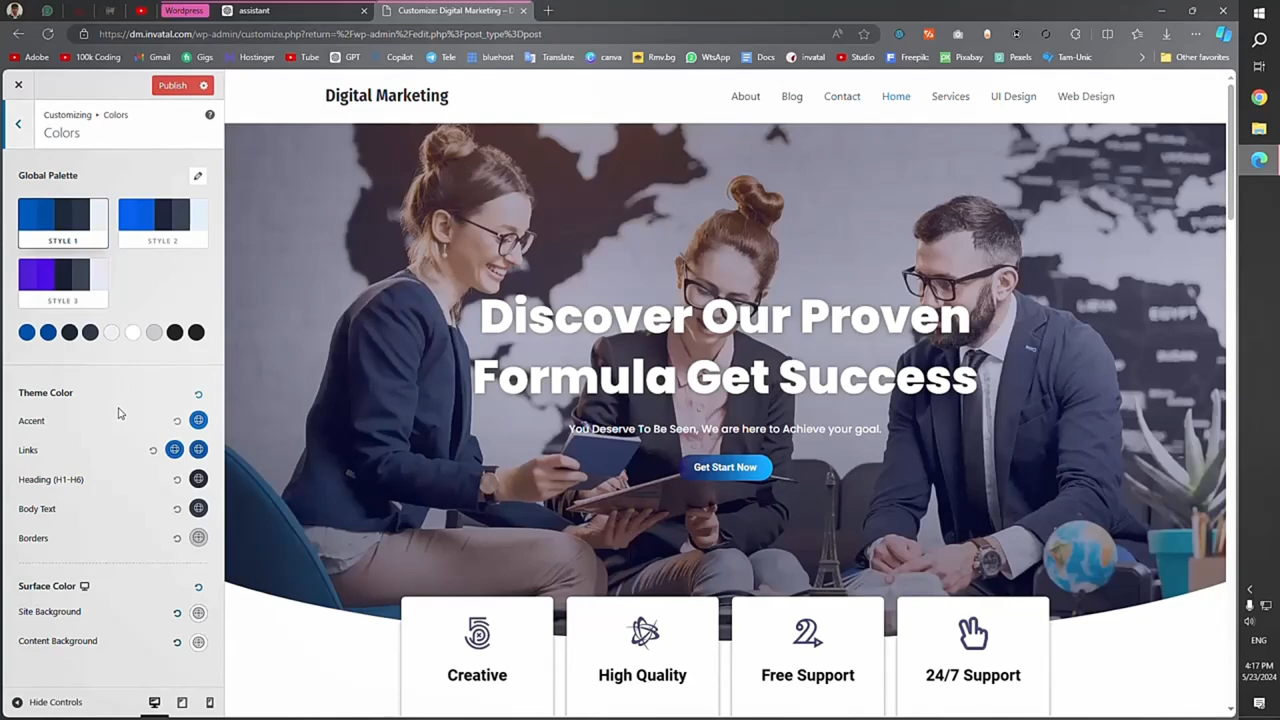 Wordpress
assistant
Customize: Digital Marketing – D
https://dm.invatal.com/wp-admin/customize.php?return=%2Fwp-admin%2Fedit.php%3Fpost_type%3Dpost
Adobe
100k Coding
Gmail
Gigs
Hostinger
Tube
GPT
Copilot
Tele
bluehost
Translate
canva
Rmv.bg
WtsApp
Docs
invatal
Studio
Freepik:
Pixabay
Pexels
Tam-Unic
Other favorites
Publish
Customizing ▸ Colors
Colors
Global Palette
STYLE 1
STYLE 2
STYLE 3
Theme Color
Accent
Links
Heading (H1-H6)
Body Text
Borders
Surface Color
Site Background
Content Background
Hide Controls
Digital Marketing
About
Blog
Contact
Home
Services
UI Design
Web Design
Discover Our Proven
Formula Get Success
You Deserve To Be Seen, We are here to Achieve your goal.
Get Start Now
Creative
High Quality
Free Support
24/7 Support
ENG
4:17 PM
5/23/2024